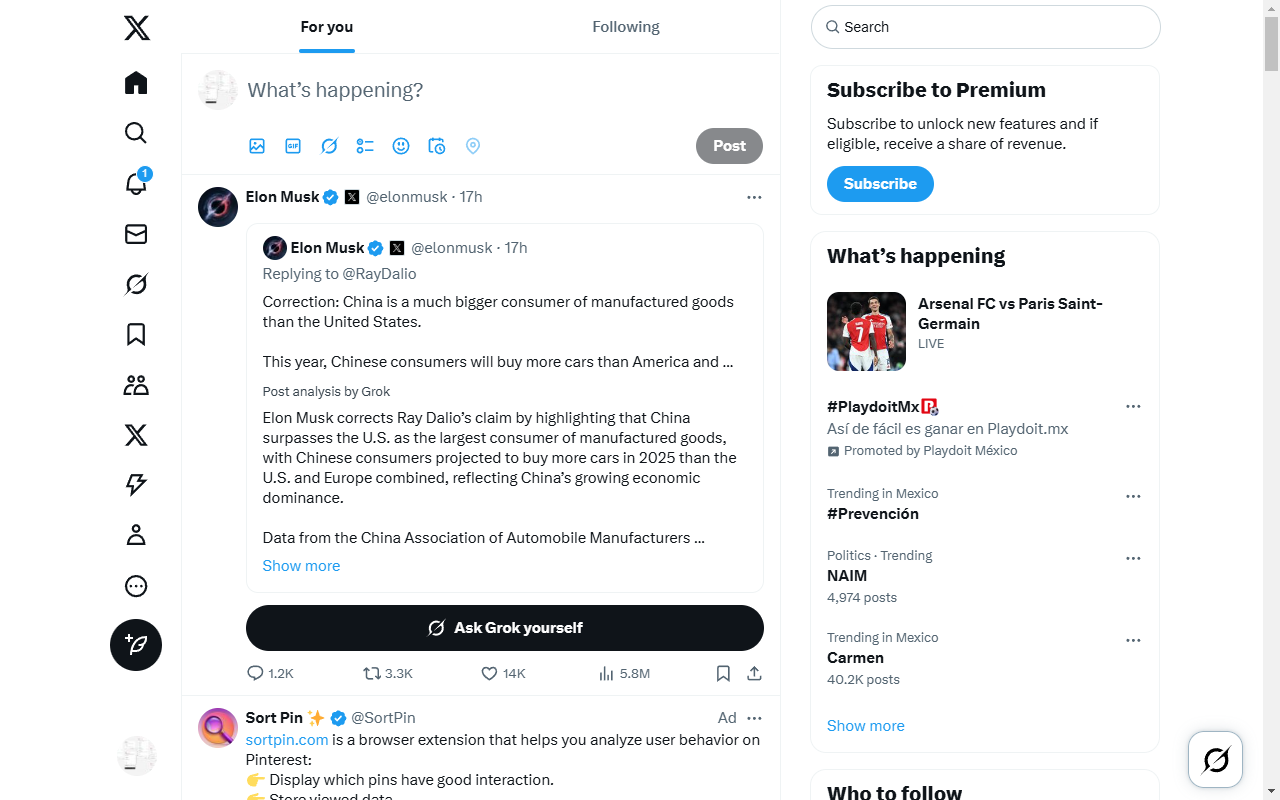 For you
Following
What's happening?
GIF
Post
1
Elon Musk @elonmusk · 17h
Elon Musk @elonmusk · 17h
Replying to @RayDalio
Correction: China is a much bigger consumer of manufactured goods
than the United States.
This year, Chinese consumers will buy more cars than America and ...
Post analysis by Grok
Elon Musk corrects Ray Dalio's claim by highlighting that China
surpasses the U.S. as the largest consumer of manufactured goods,
with Chinese consumers projected to buy more cars in 2025 than the
U.S. and Europe combined, reflecting China's growing economic
dominance.
Data from the China Association of Automobile Manufacturers ...
Show more
Ask Grok yourself
1.2K 3.3K 14K 5.8M
Sort Pin ✨ @SortPin Ad
sortpin.com is a browser extension that helps you analyze user behavior on
Pinterest:
👉 Display which pins have good interaction.
👉 Store viewed data
Search
Subscribe to Premium
Subscribe to unlock new features and if
eligible, receive a share of revenue.
Subscribe
What's happening
Arsenal FC vs Paris Saint-
Germain
LIVE
7
#PlaydoitMx
Así de fácil es ganar en Playdoit.mx
Promoted by Playdoit México
Trending in Mexico
#Prevención
Politics · Trending
NAIM
4,974 posts
Trending in Mexico
Carmen
40.2K posts
Show more
Who to follow